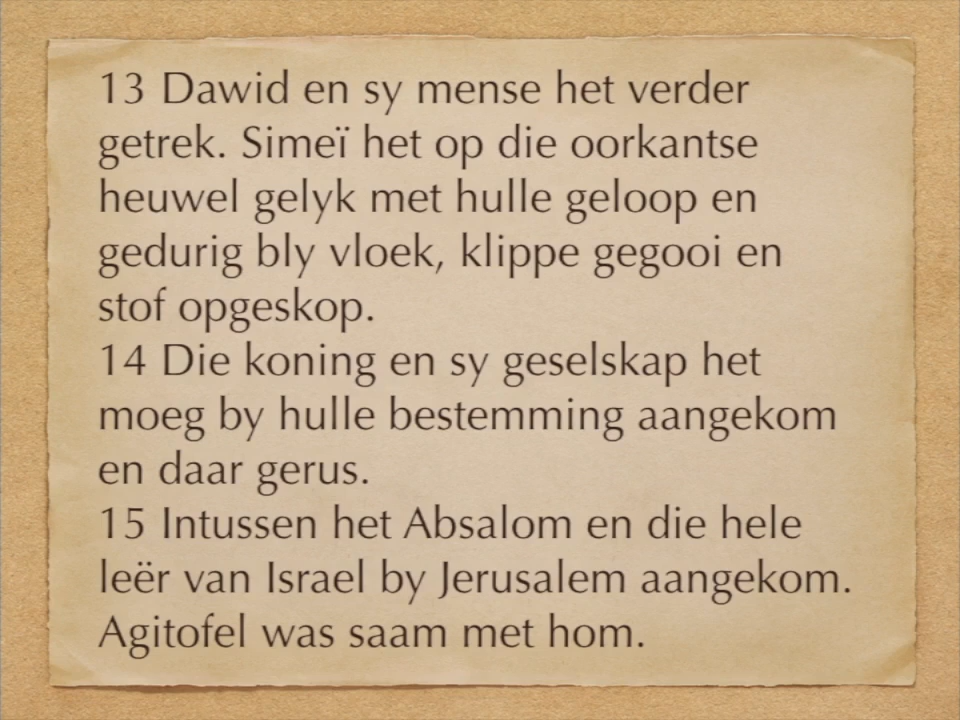 13 Dawid en sy mense het verder
getrek. Simeï het op die oorkantse
heuwel gelyk met hulle geloop en
gedurig bly vloek, klippe gegooi en
stof opgeskop.
14 Die koning en sy geselskap het
moeg by hulle bestemming aangekom
en daar gerus.
15 Intussen het Absalom en die hele
leër van Israel by Jerusalem aangekom.
Agitofel was saam met hom.